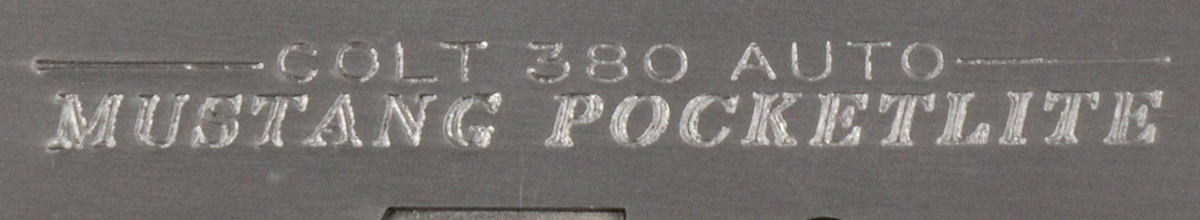 COLT 380 AUTO
MUSTANG POCKETLITE